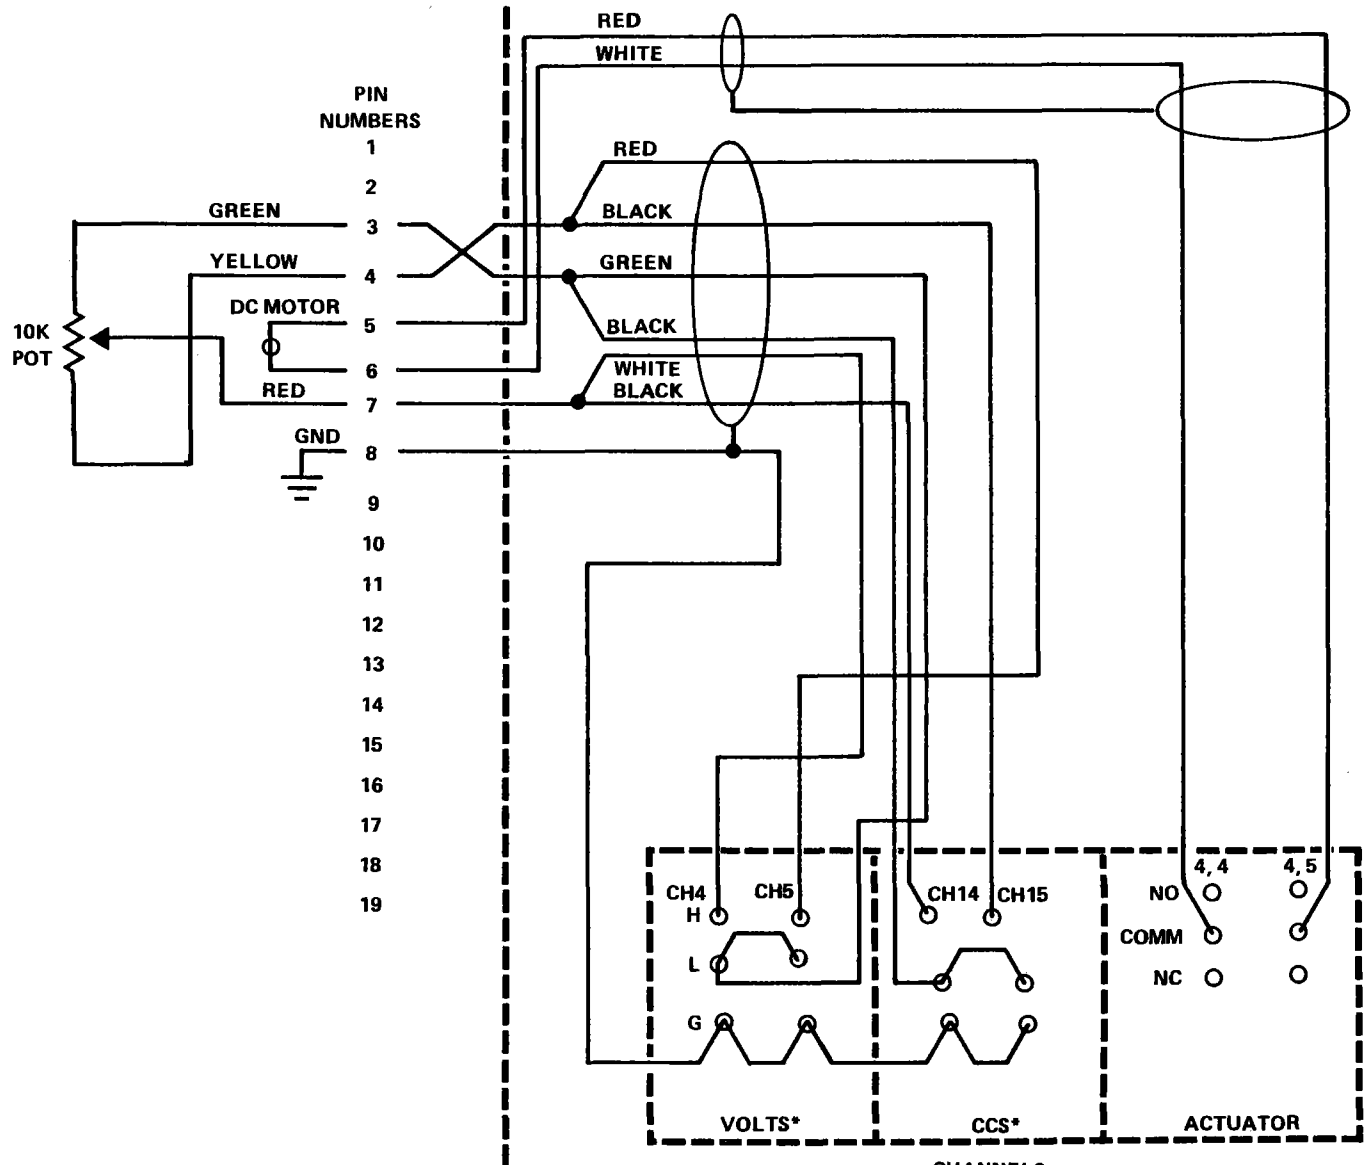 RED
WHITE
PIN
NUMBERS
1
RED
2
GREEN
3
BLACK
YELLOW
4
GREEN
DC MOTOR
5
BLACK
10K
POT
6
WHITE
RED
7
BLACK
GND
8
9
10
11
12
13
14
15
16
17
18
19
4, 4
4, 5
CH4
CH5
CH14
CH15
NO
H
COMM
L
NC
G
VOLTS*
CCS*
ACTUATOR